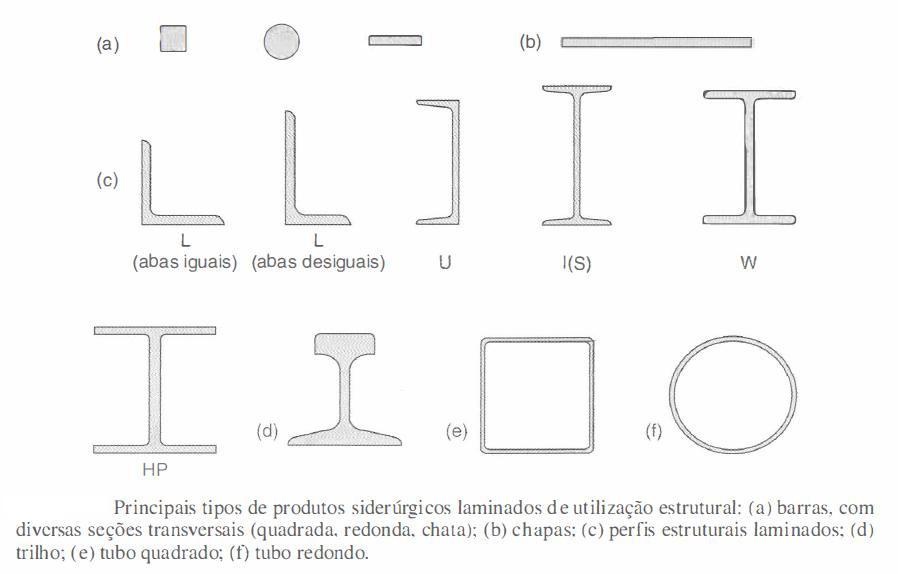 (a)
(b)
(c)
L
(abas iguais)
L
(abas desiguais)
U
I(S)
W
HP
(d)
(e)
(f)
Principais tipos de produtos siderúrgicos laminados de utilização estrutural: (a) barras, com
diversas seções transversais (quadrada, redonda, chata); (b) chapas; (c) perfis estruturais laminados; (d)
trilho; (e) tubo quadrado; (f) tubo redondo.